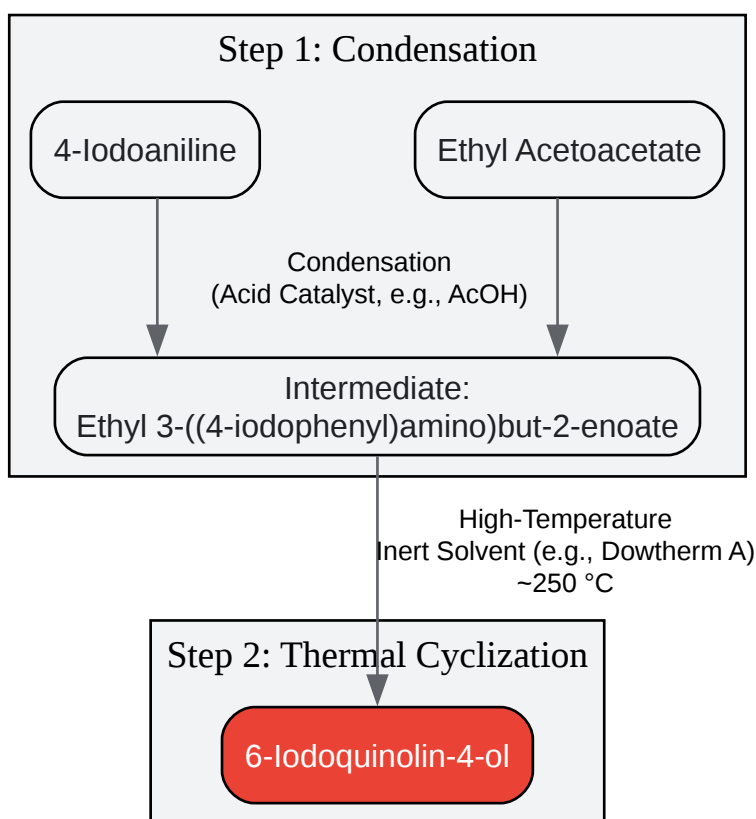 Step 1: Condensation
4-Iodoaniline
Ethyl Acetoacetate
Condensation
(Acid Catalyst, e.g., AcOH)
Intermediate:
Ethyl 3-((4-iodophenyl)amino)but-2-enoate
High-Temperature
Inert Solvent (e.g., Dowtherm A)
~250 °C
Step 2: Thermal Cyclization
6-Iodoquinolin-4-ol